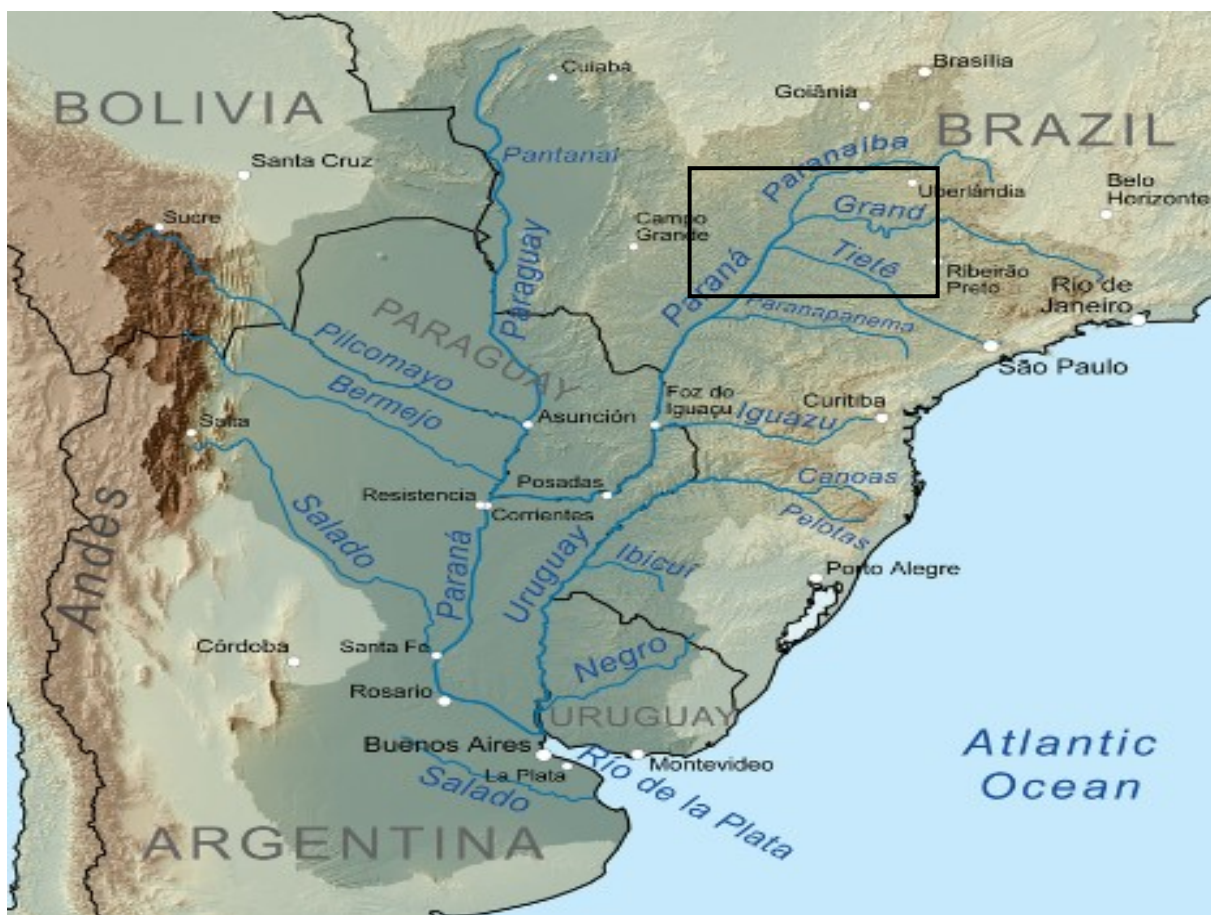 Cuiabá
Brasília
Goiânia
BOLIVIA
BRAZIL
Santa Cruz
Pantanal
Paranaíba
Uberlândia
Belo
Horizonte
Sucre
Campo
Grande
Grand
Paraguay
Tietê
Ribeirão
Preto
Río de
Janeiro
Paraná
PARAGUAY
Paranapanema
São Paulo
Pilcomayo
Bermejo
Asunción
Foz do
Iguaçu
Iguazu
Curitiba
Salta
Posadas
Canoas
Resistencia
Corrientes
Pelotas
Andes
Salado
Paraná
Uruguay
Ibicuí
Porto Alegre
Córdoba
Santa Fe
Negro
Rosario
URUGUAY
Buenos Aires
Montevideo
La Plata
Río de la Plata
Salado
Atlantic
Ocean
ARGENTINA